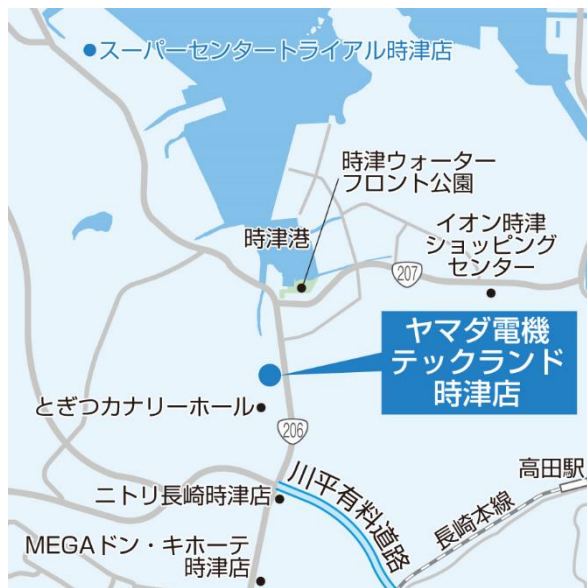 スーパーセンタートライアル時津店
時津ウォーター
フロント公園
時津港
イオン時津
ショッピング
センター
207
ヤマダ電機
テックランド
時津店
とぎつカナリーホール
206
高田駅
ニトリ長崎時津店
川平有料道路
長崎本線
MEGAドン・キホーテ
時津店